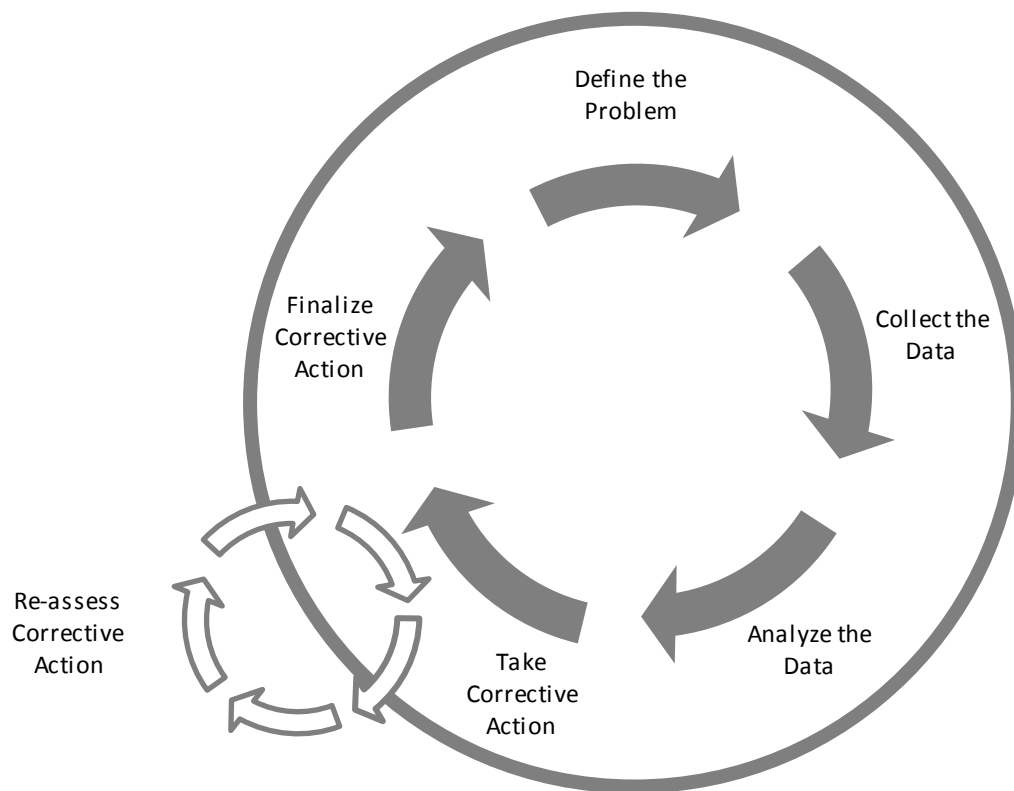 Define the
Problem
Collect the
Data
Analyze the
Data
Take
Corrective
Action
Re-assess
Corrective
Action
Finalize
Corrective
Action